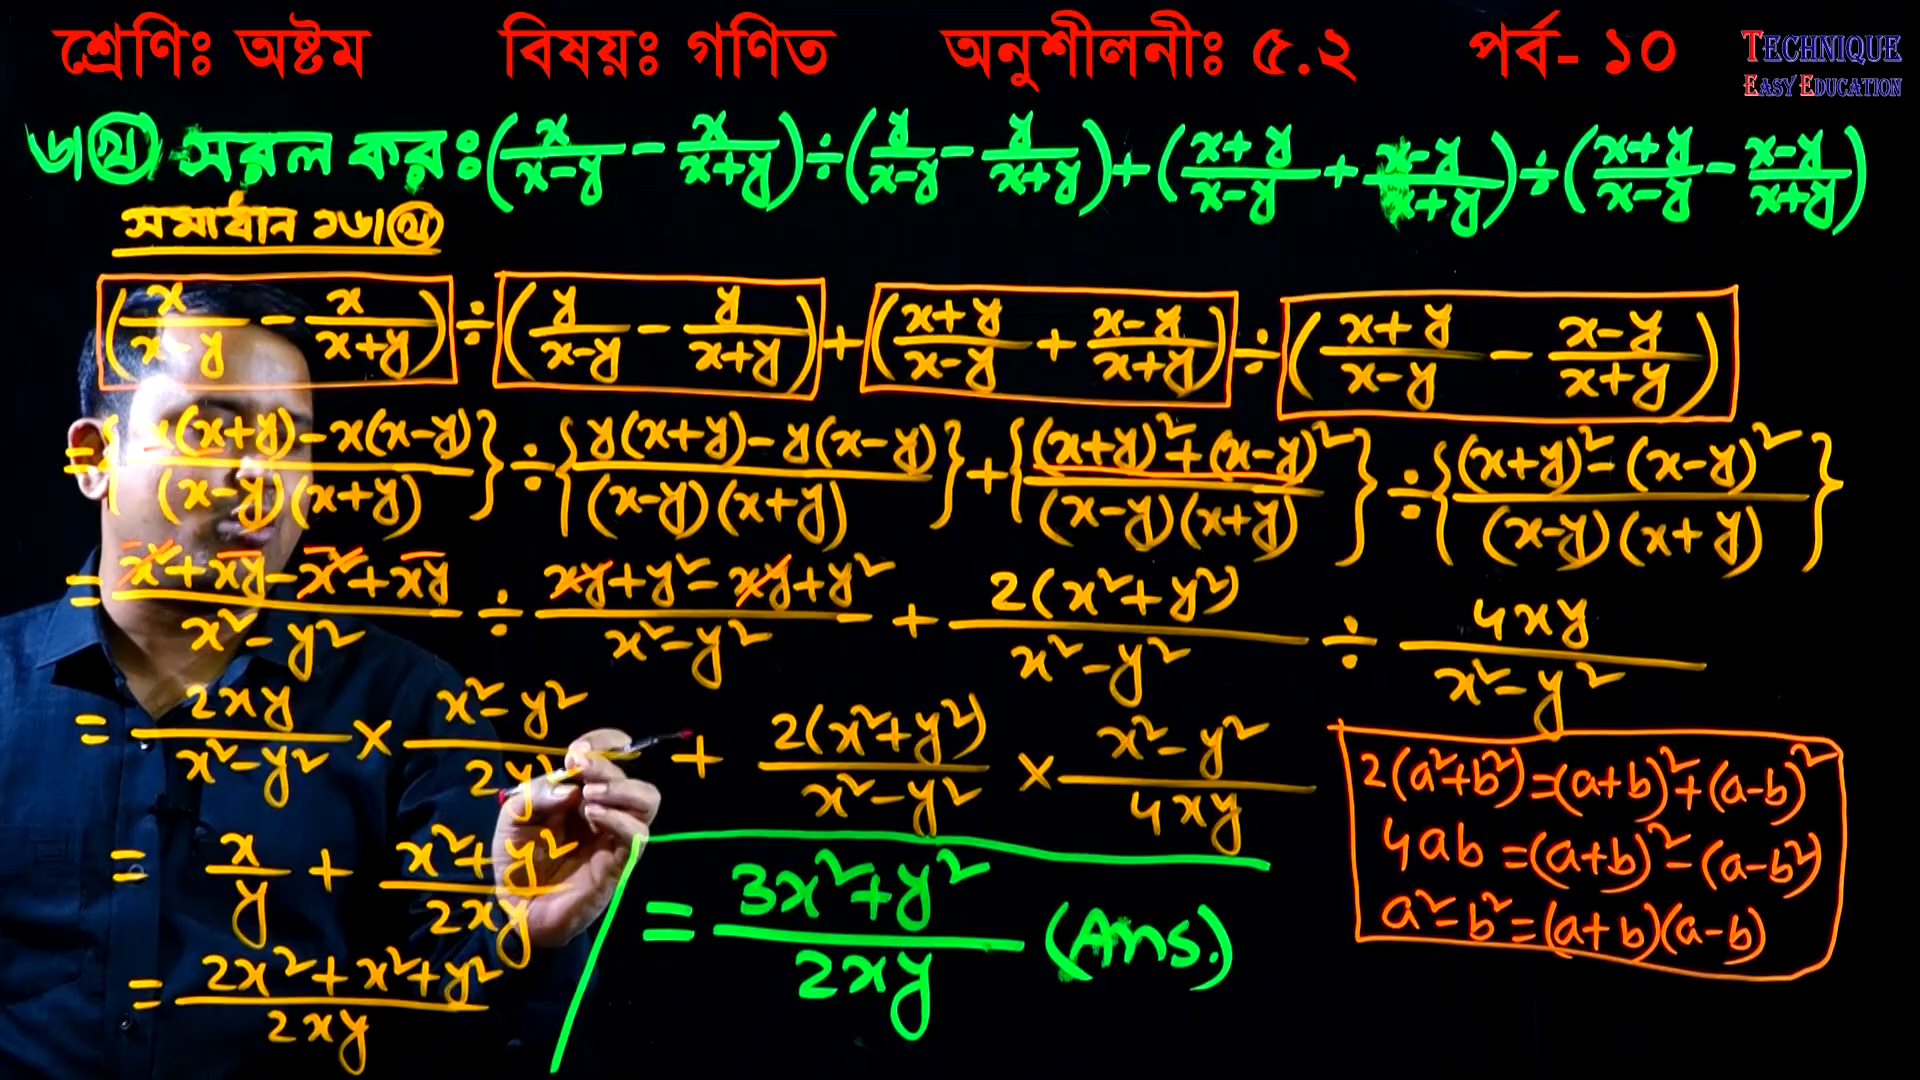 শ্রেণিঃ অষ্টম বিষয়ঃ গণিত অনুশীলনীঃ ৫.২ পর্ব- ১০
TECHNIQUE
EASY EDUCATION
৬।(খ) সরল কর: (x/(x-y) - x/(x+y)) ÷ (y/(x-y) - y/(x+y)) + ((x+y)/(x-y) + (x-y)/(x+y)) ÷ ((x+y)/(x-y) - (x-y)/(x+y))
সমাধান ১৬।(খ)
(x/(x-y) - x/(x+y)) ÷ (y/(x-y) - y/(x+y)) + ((x+y)/(x-y) + (x-y)/(x+y)) ÷ ((x+y)/(x-y) - (x-y)/(x+y))
= {(x(x+y)-x(x-y))/((x-y)(x+y))} ÷ {(y(x+y)-y(x-y))/((x-y)(x+y))} + {((x+y)²+(x-y)²)/((x-y)(x+y))} ÷ {((x+y)²-(x-y)²)/((x-y)(x+y))}
= (x²+xy-x²+xy)/(x²-y²) ÷ (xy+y²-xy+y²)/(x²-y²) + 2(x²+y²)/(x²-y²) ÷ 4xy/(x²-y²)
= 2xy/(x²-y²) × (x²-y²)/2y² + 2(x²+y²)/(x²-y²) × (x²-y²)/4xy
= x/y + (x²+y²)/2xy
= (2x²+x²+y²)/2xy
= (3x²+y²)/2xy (Ans.)
2(a²+b²)=(a+b)²+(a-b)²
4ab=(a+b)²-(a-b²)
a²-b²=(a+b)(a-b)